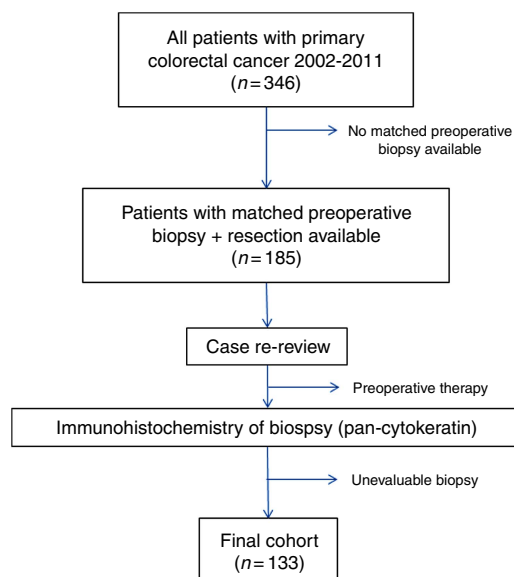 All patients with primary
colorectal cancer 2002-2011
(n=346)
No matched preoperative
biopsy available
Patients with matched preoperative
biopsy + resection available
(n=185)
Case re-review
Preoperative therapy
Immunohistochemistry of biospsy (pan-cytokeratin)
Unevaluable biopsy
Final cohort
(n=133)